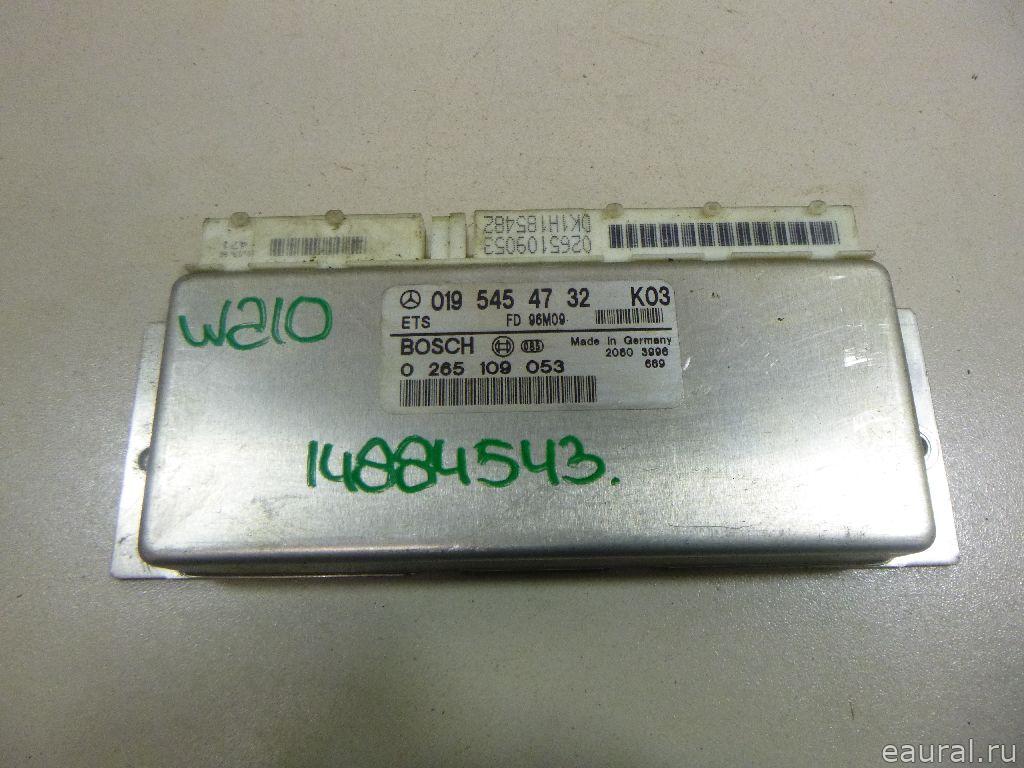 0265109053
0K1H185482
019 545 47 32 K03
ETS FD 96M09
BOSCH Made in Germany
2060 3996
0 265 109 053 669
W210
14884543.
eaural.ru